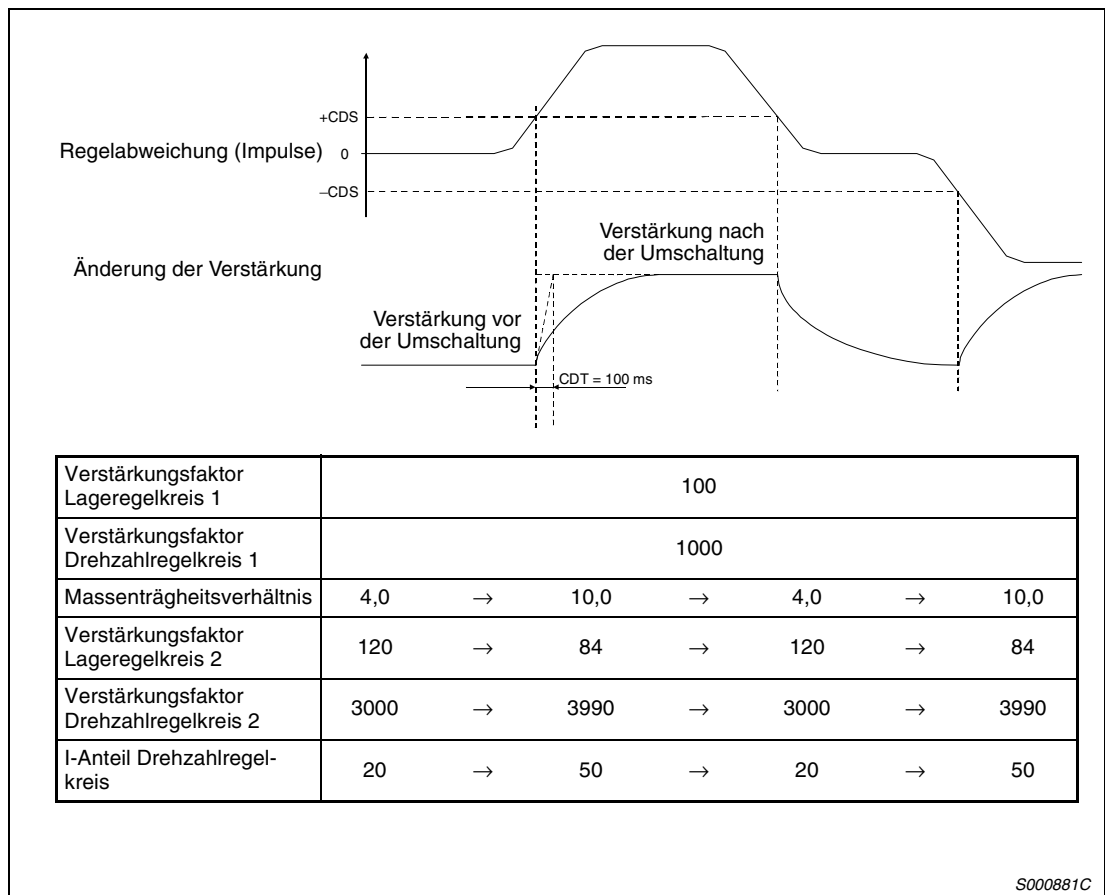 +CDS
Regelabweichung (Impulse) 0
–CDS
Verstärkung nach
der Umschaltung
Änderung der Verstärkung
Verstärkung vor
der Umschaltung
CDT = 100 ms
Verstärkungsfaktor
Lageregelkreis 1
100
Verstärkungsfaktor
Drehzahlregelkreis 1
1000
Massenträgheitsverhältnis 4,0 → 10,0 → 4,0 → 10,0
Verstärkungsfaktor
Lageregelkreis 2
120 → 84 → 120 → 84
Verstärkungsfaktor
Drehzahlregelkreis 2
3000 → 3990 → 3000 → 3990
I-Anteil Drehzahlregel-
kreis
20 → 50 → 20 → 50
S000881C